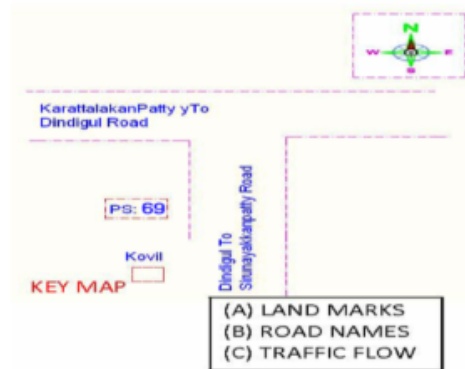 N
W E
S
KarattalakanPatty yTo
Dindigul Road
PS: 69
Kovil
KEY MAP
Dindigul To
Sirunayakkanpatty Road
(A) LAND MARKS
(B) ROAD NAMES
(C) TRAFFIC FLOW